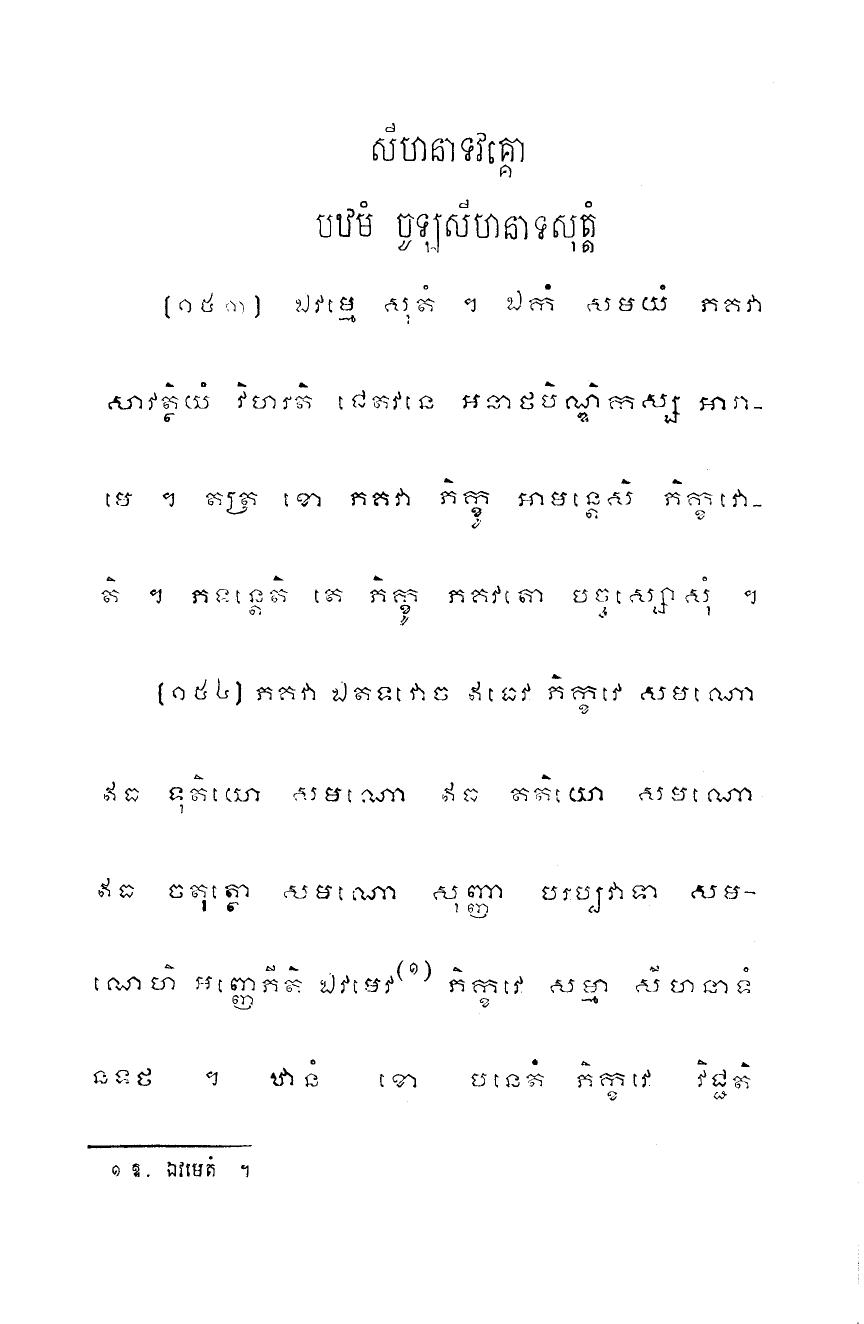 សីហនាទវគ្គោ
បឋមំ ចូឡសីហនាទសុត្តំ
[១៥៣] ឯវម្មេ សុតំ ។ ឯកំ សមយំ ភគវា
សាវត្ថិយំ វិហរតិ ជេតវនេ អនាថបិណ្ឌិកស្ស អារា-
មេ ។ តត្រ ខោ ភគវា ភិក្ខូ អាមន្តេសិ ភិក្ខវោ-
តិ ។ ភទន្តេតិ តេ ភិក្ខូ ភគវតោ បច្ចស្សោសុំ ។
[១៥៤] ភគវា ឯតទវោច ឥធេវ ភិក្ខវេ សមណោ
ឥធ ទុតិយោ សមណោ ឥធ តតិយោ សមណោ
ឥធ ចតុត្ថោ សមណោ សុញ្ញា បរប្បវាទា សម-
ណេហិ អញ្ញេភីតិ ឯវមេវ(១) ភិក្ខវេ សម្មា សីហនាទំ
នទថ ។ ឋានំ ខោ បនេតំ ភិក្ខវេ វិជ្ជតិ
១ ឱ. ឯវមេតំ ។